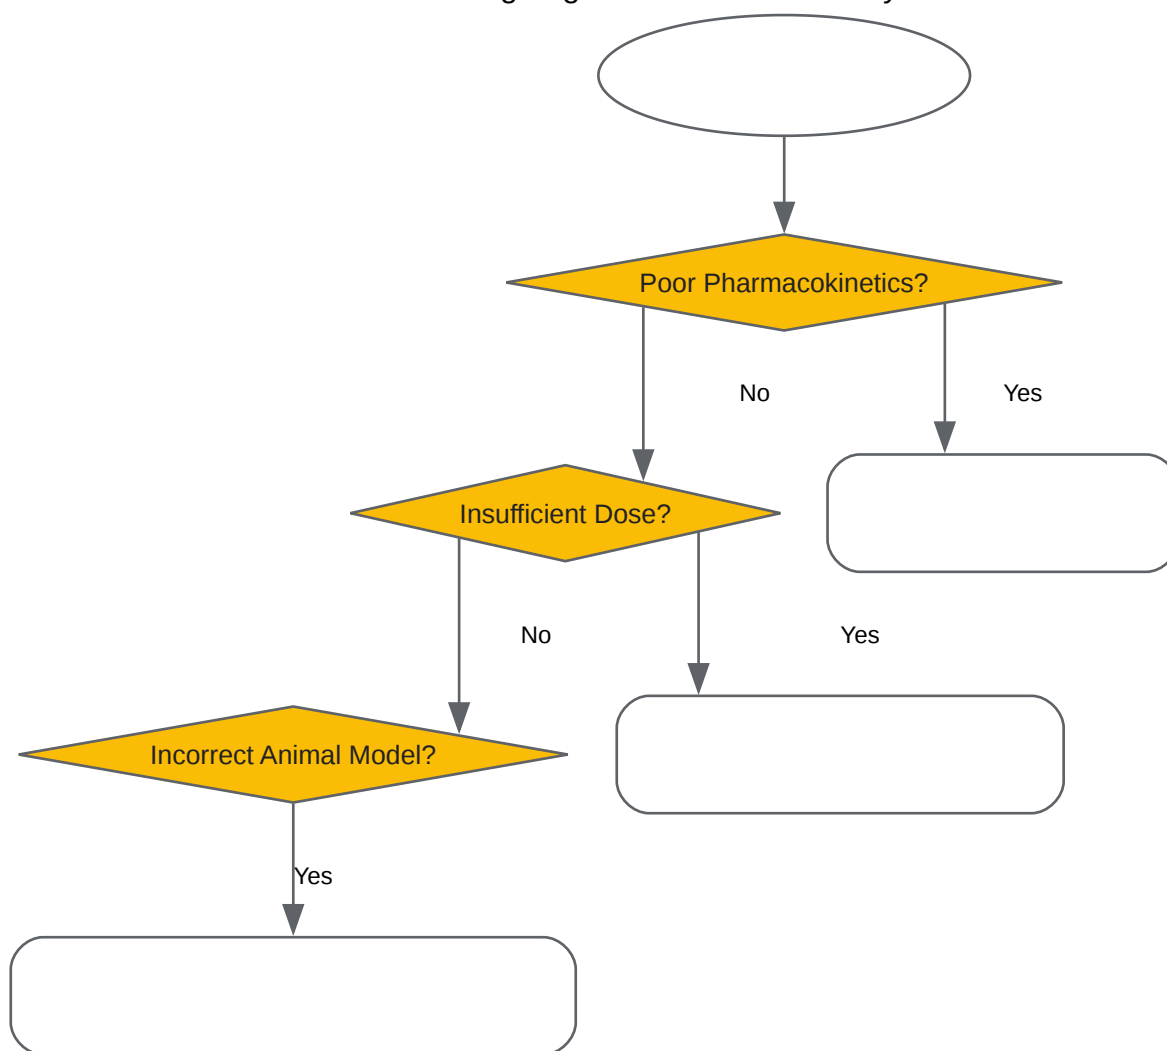 Poor Pharmacokinetics?
No
Yes
Insufficient Dose?
No
Yes
Incorrect Animal Model?
Yes